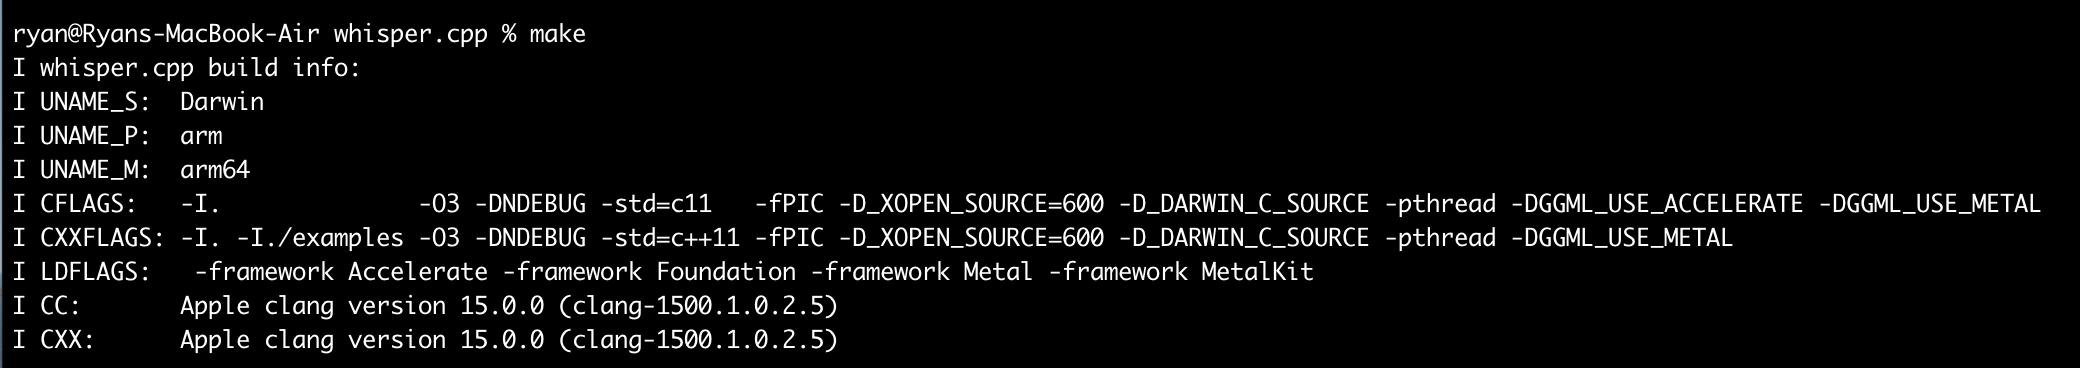 ryan@Ryans-MacBook-Air whisper.cpp % make
I whisper.cpp build info:
I UNAME_S:  Darwin
I UNAME_P:  arm
I UNAME_M:  arm64
I CFLAGS:   -I.              -O3 -DNDEBUG -std=c11   -fPIC -D_XOPEN_SOURCE=600 -D_DARWIN_C_SOURCE -pthread -DGGML_USE_ACCELERATE -DGGML_USE_METAL
I CXXFLAGS: -I. -I./examples -O3 -DNDEBUG -std=c++11 -fPIC -D_XOPEN_SOURCE=600 -D_DARWIN_C_SOURCE -pthread -DGGML_USE_METAL
I LDFLAGS:   -framework Accelerate -framework Foundation -framework Metal -framework MetalKit
I CC:       Apple clang version 15.0.0 (clang-1500.1.0.2.5)
I CXX:      Apple clang version 15.0.0 (clang-1500.1.0.2.5)